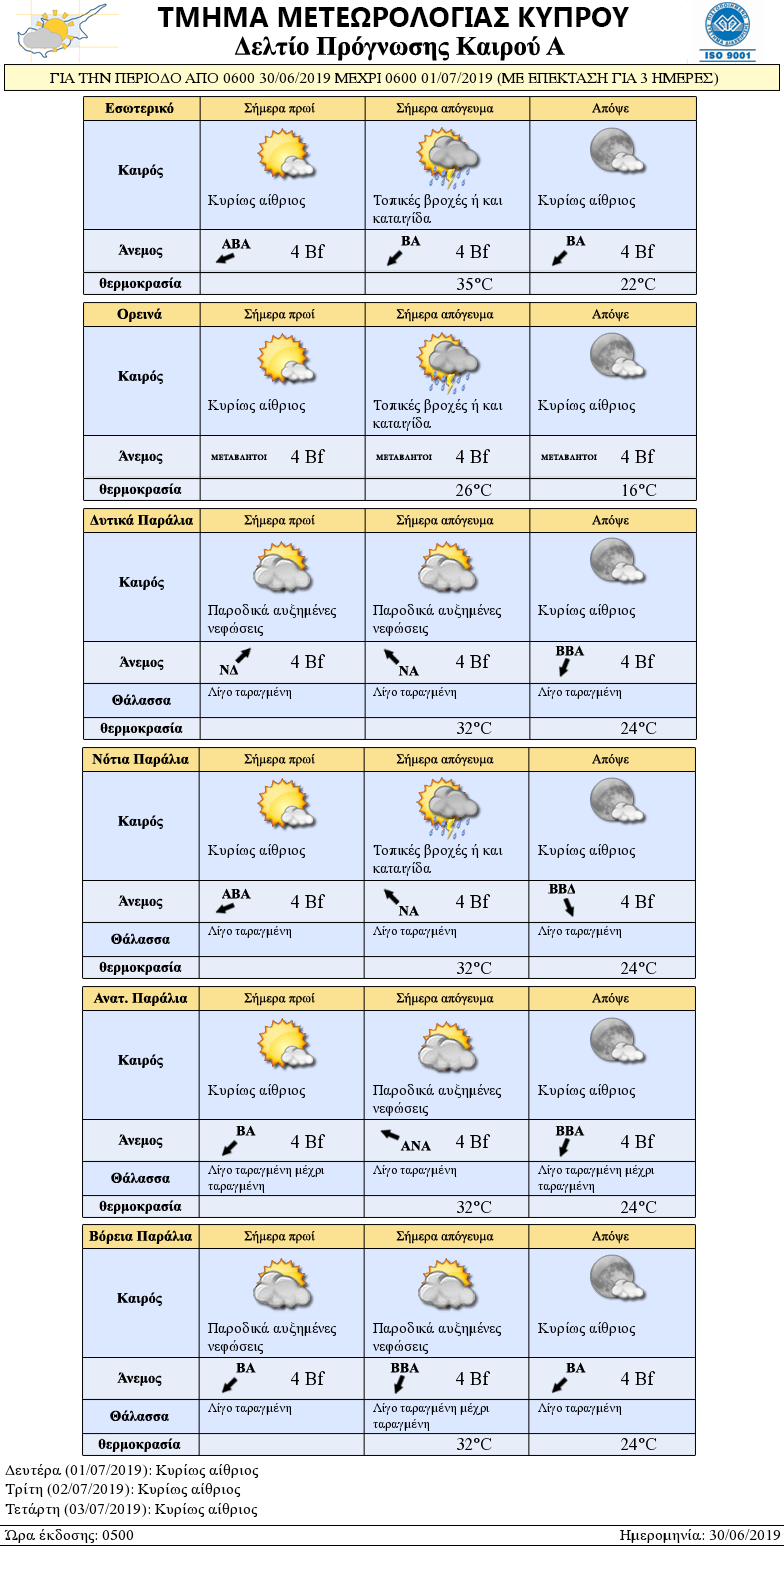 ΤΜΗΜΑ ΜΕΤΕΩΡΟΛΟΓΙΑΣ ΚΥΠΡΟΥ
Δελτίο Πρόγνωσης Καιρού Α
ISO 9001
ΓΙΑ ΤΗΝ ΠΕΡΙΟΔΟ ΑΠΟ 0600 30/06/2019 ΜΕΧΡΙ 0600 01/07/2019 (ΜΕ ΕΠΕΚΤΑΣΗ ΓΙΑ 3 ΗΜΕΡΕΣ)
Εσωτερικό Σήμερα πρωί Σήμερα απόγευμα Απόψε
Καιρός
Κυρίως αίθριος Τοπικές βροχές ή και Κυρίως αίθριος
καταιγίδα
Άνεμος ΑΒΑ 4 Bf ΒΑ 4 Bf ΒΑ 4 Bf
θερμοκρασία 35°C 22°C
Ορεινά Σήμερα πρωί Σήμερα απόγευμα Απόψε
Καιρός
Κυρίως αίθριος Τοπικές βροχές ή και Κυρίως αίθριος
καταιγίδα
Άνεμος ΜΕΤΑΒΛΗΤΟΙ 4 Bf ΜΕΤΑΒΛΗΤΟΙ 4 Bf ΜΕΤΑΒΛΗΤΟΙ 4 Bf
θερμοκρασία 26°C 16°C
Δυτικά Παράλια Σήμερα πρωί Σήμερα απόγευμα Απόψε
Καιρός
Παροδικά αυξημένες Παροδικά αυξημένες Κυρίως αίθριος
νεφώσεις νεφώσεις
Άνεμος ΝΔ 4 Bf ΝΑ 4 Bf ΒΒΑ 4 Bf
Θάλασσα Λίγο ταραγμένη Λίγο ταραγμένη Λίγο ταραγμένη
θερμοκρασία 32°C 24°C
Νότια Παράλια Σήμερα πρωί Σήμερα απόγευμα Απόψε
Καιρός
Κυρίως αίθριος Τοπικές βροχές ή και Κυρίως αίθριος
καταιγίδα
Άνεμος ΑΒΑ 4 Bf ΝΑ 4 Bf ΒΒΔ 4 Bf
Θάλασσα Λίγο ταραγμένη Λίγο ταραγμένη Λίγο ταραγμένη
θερμοκρασία 32°C 24°C
Ανατ. Παράλια Σήμερα πρωί Σήμερα απόγευμα Απόψε
Καιρός
Κυρίως αίθριος Παροδικά αυξημένες Κυρίως αίθριος
νεφώσεις
Άνεμος ΒΑ 4 Bf ΑΝΑ 4 Bf ΒΒΑ 4 Bf
Θάλασσα Λίγο ταραγμένη μέχρι Λίγο ταραγμένη Λίγο ταραγμένη μέχρι
ταραγμένη ταραγμένη
θερμοκρασία 32°C 24°C
Βόρεια Παράλια Σήμερα πρωί Σήμερα απόγευμα Απόψε
Καιρός
Παροδικά αυξημένες Παροδικά αυξημένες Κυρίως αίθριος
νεφώσεις νεφώσεις
Άνεμος ΒΑ 4 Bf ΒΒΑ 4 Bf ΒΑ 4 Bf
Θάλασσα Λίγο ταραγμένη Λίγο ταραγμένη μέχρι Λίγο ταραγμένη
ταραγμένη
θερμοκρασία 32°C 24°C
Δευτέρα (01/07/2019): Κυρίως αίθριος
Τρίτη (02/07/2019): Κυρίως αίθριος
Τετάρτη (03/07/2019): Κυρίως αίθριος
Ώρα έκδοσης: 0500 Ημερομηνία: 30/06/2019